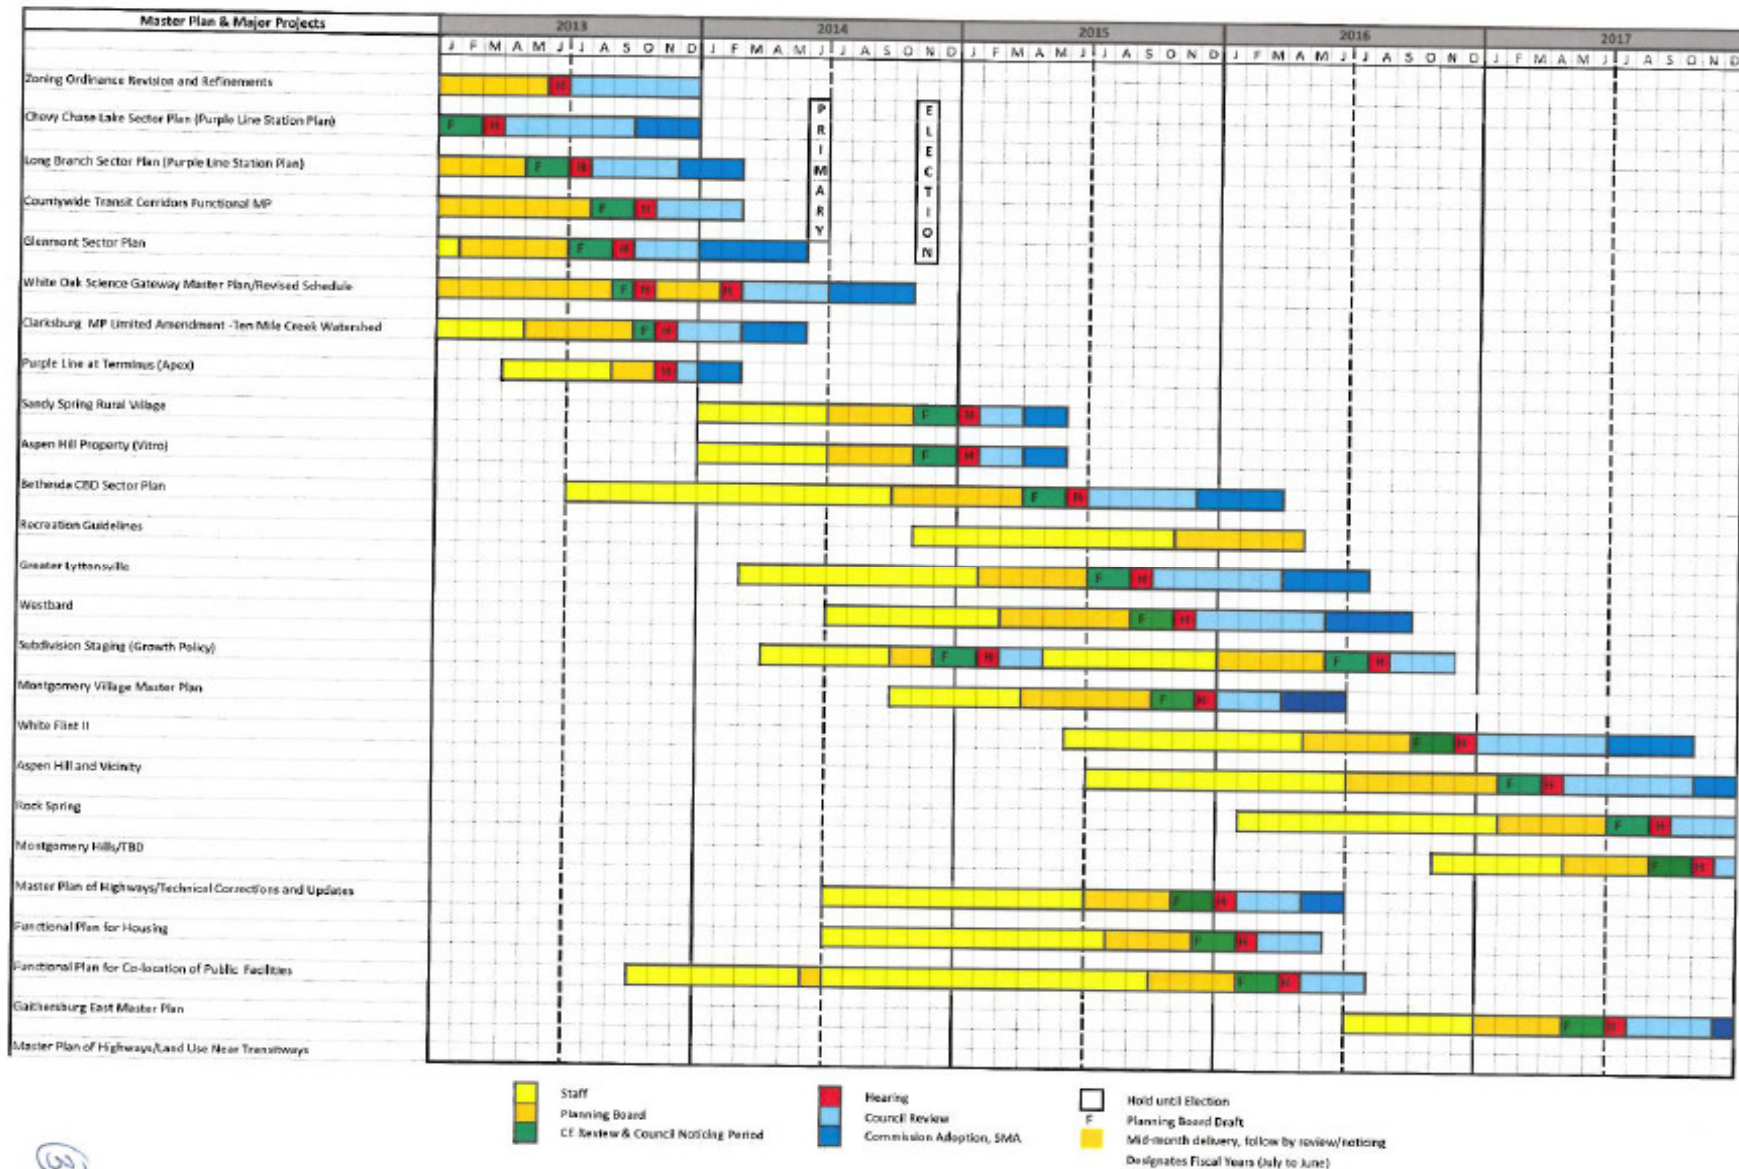 Master Plan & Major Projects
2013 2014 2015 2016 2017
J F M A M J J A S O N D J F M A M J J A S O N D J F M A M J J A S O N D J F M A M J J A S O N D J F M A M J J A S O N D
Zoning Ordinance Revision and Refinements
H
Chevy Chase Lake Sector Plan (Purple Line Station Plan)
F H
PRIMARY
ELECTION
Long Branch Sector Plan (Purple Line Station Plan)
F H
Countywide Transit Corridors Functional MP
F H
Glenmont Sector Plan
F H
White Oak Science Gateway Master Plan/Revised Schedule
F H H
Clarksburg MP Limited Amendment -Ten Mile Creek Watershed
F H
Purple Line at Terminus (Apex)
H
Sandy Spring Rural Village
F H
Aspen Hill Property (Vitro)
F H
Bethesda CBD Sector Plan
F H
Recreation Guidelines
Greater Lyttonsville
F H
Westbard
F H
Subdivision Staging (Growth Policy)
F H F H
Montgomery Village Master Plan
F H
White Flint II
F H
Aspen Hill and Vicinity
F H
Rock Spring
F H
Montgomery Hills/TBD
F H
Master Plan of Highways/Technical Corrections and Updates
F H
Functional Plan for Housing
F H
Functional Plan for Co-location of Public Facilities
F H
Gaithersburg East Master Plan
F H
Master Plan of Highways/Land Use Near Transitways
Staff
Planning Board
CE Review & Council Noticing Period
Hearing
Council Review
Commission Adoption, SMA
Hold until Election
F Planning Board Draft
Mid-month delivery, follow by review/noticing
Designates Fiscal Years (July to June)